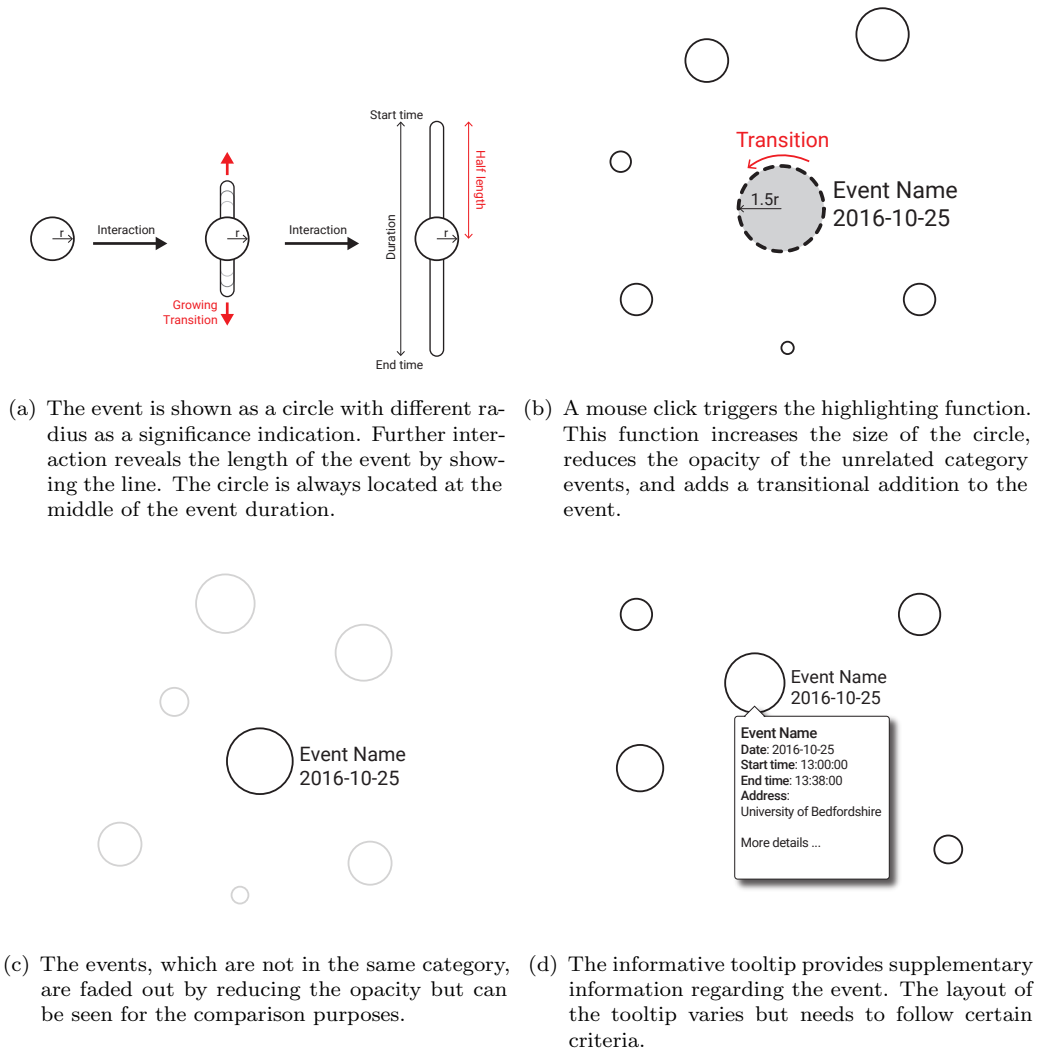 Start time
Half length
Duration
r
Interaction
r
Interaction
r
Growing
Transition
End time
Transition
1.5r
Event Name
2016-10-25
(a) The event is shown as a circle with different ra-
dius as a significance indication. Further inter-
action reveals the length of the event by show-
ing the line. The circle is always located at the
middle of the event duration.
(b) A mouse click triggers the highlighting function.
This function increases the size of the circle,
reduces the opacity of the unrelated category
events, and adds a transitional addition to the
event.
Event Name
2016-10-25
Event Name
2016-10-25
Event Name
Date: 2016-10-25
Start time: 13:00:00
End time: 13:38:00
Address:
University of Bedfordshire
More details ...
(c) The events, which are not in the same category,
are faded out by reducing the opacity but can
be seen for the comparison purposes.
(d) The informative tooltip provides supplementary
information regarding the event. The layout of
the tooltip varies but needs to follow certain
criteria.